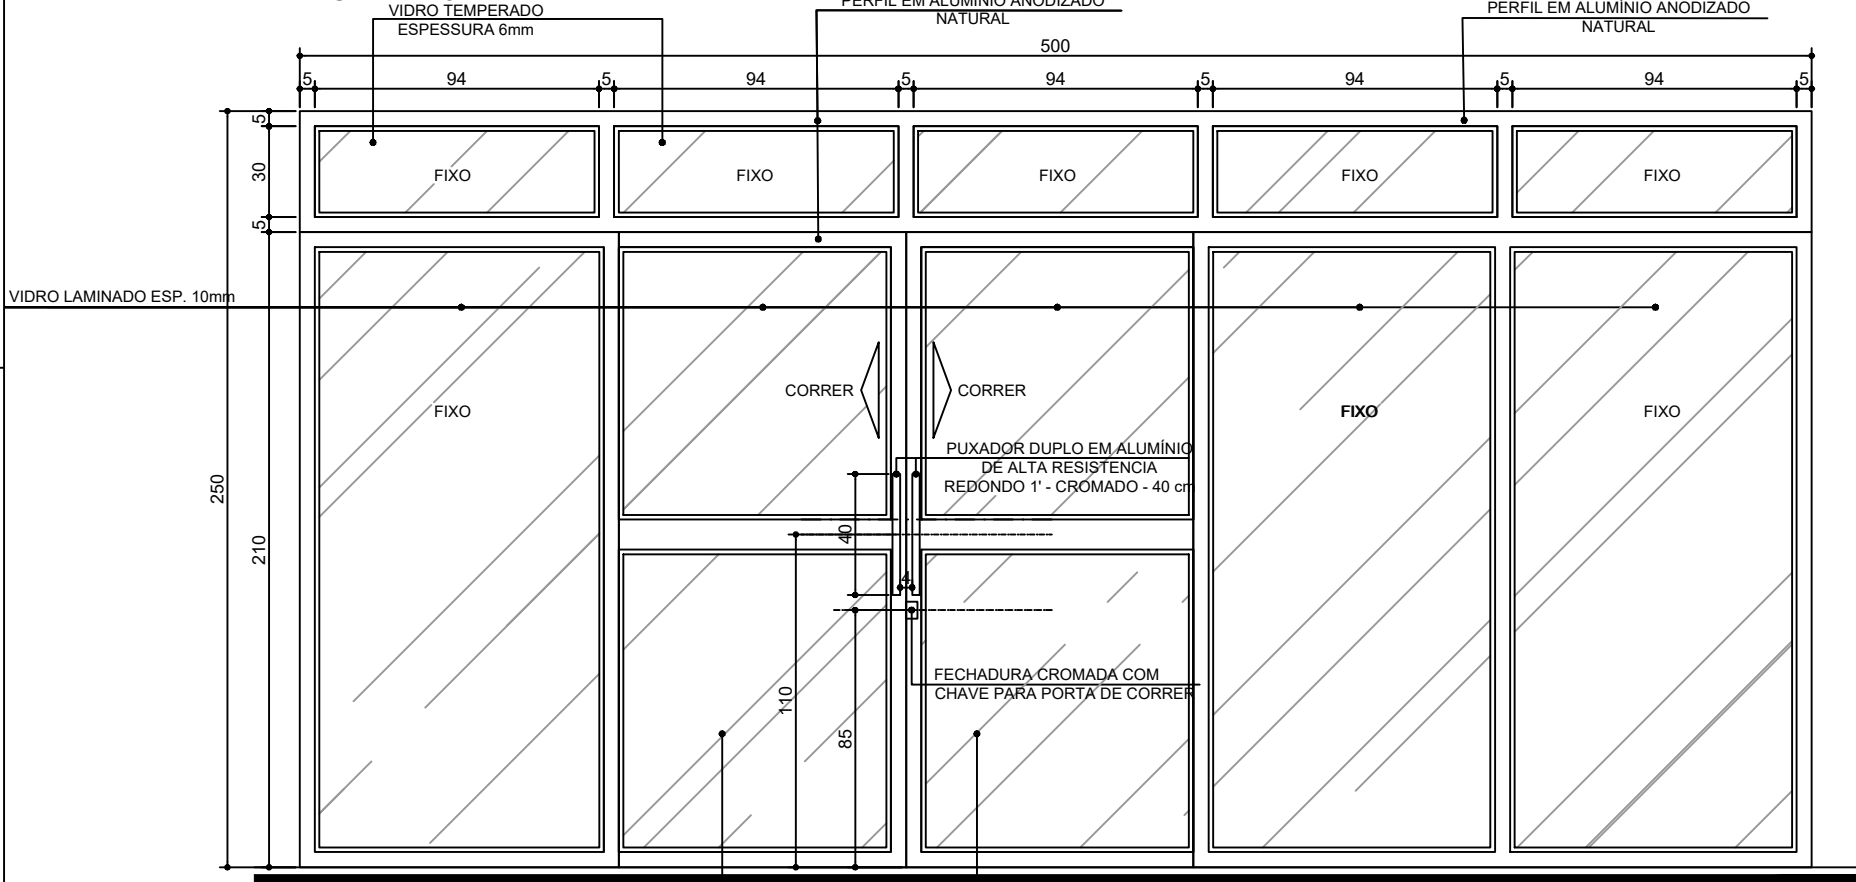 VIDRO TEMPERADO
ESPESSURA 6mm
PERFIL EM ALUMÍNIO ANODIZADO
NATURAL
PERFIL EM ALUMÍNIO ANODIZADO
NATURAL
500
5 94 5 94 5 94 5 94 5 94 5
5
30
5
250
210
FIXO FIXO FIXO FIXO FIXO
VIDRO LAMINADO ESP. 10mm
CORRER CORRER
FIXO FIXO FIXO
PUXADOR DUPLO EM ALUMÍNIO
DE ALTA RESISTENCIA
REDONDO 1' - CROMADO - 40 cm
40
4
FECHADURA CROMADA COM
CHAVE PARA PORTA DE CORRER
110
85